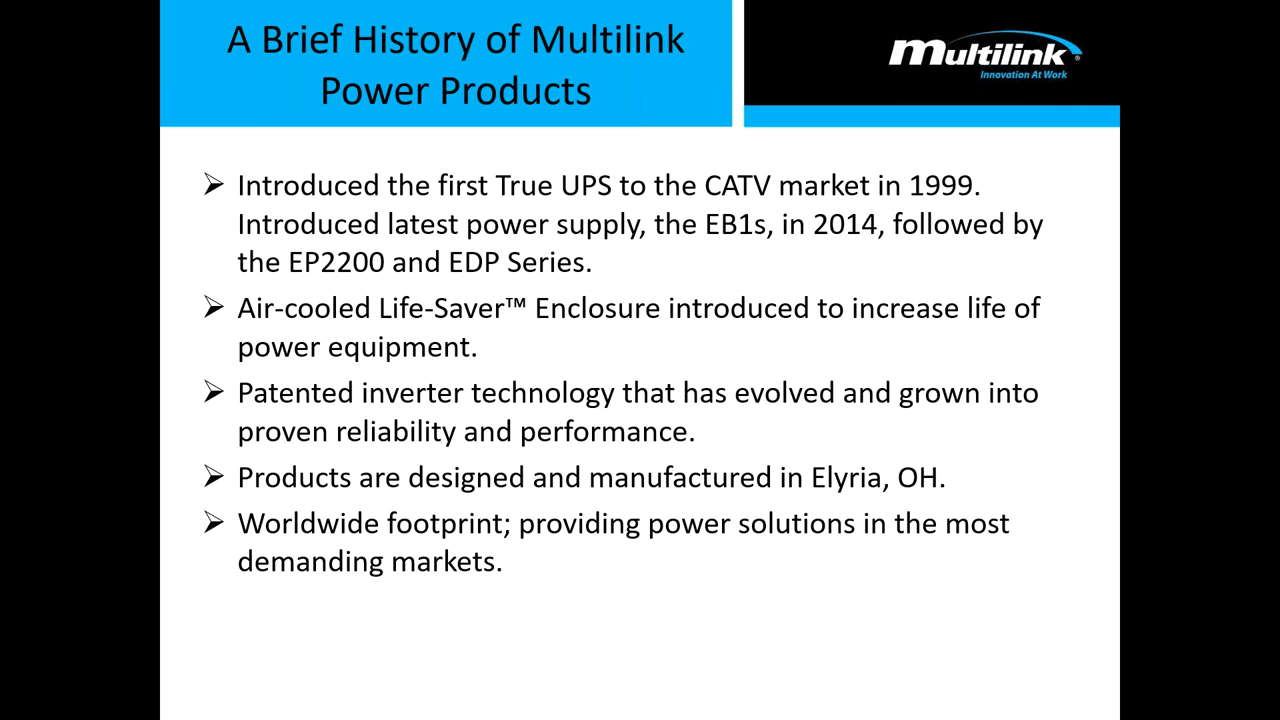 A Brief History of Multilink
Power Products
Multilink®
Innovation At Work
➢ Introduced the first True UPS to the CATV market in 1999.
Introduced latest power supply, the EB1s, in 2014, followed by
the EP2200 and EDP Series.
➢ Air-cooled Life-Saver™ Enclosure introduced to increase life of
power equipment.
➢ Patented inverter technology that has evolved and grown into
proven reliability and performance.
➢ Products are designed and manufactured in Elyria, OH.
➢ Worldwide footprint; providing power solutions in the most
demanding markets.